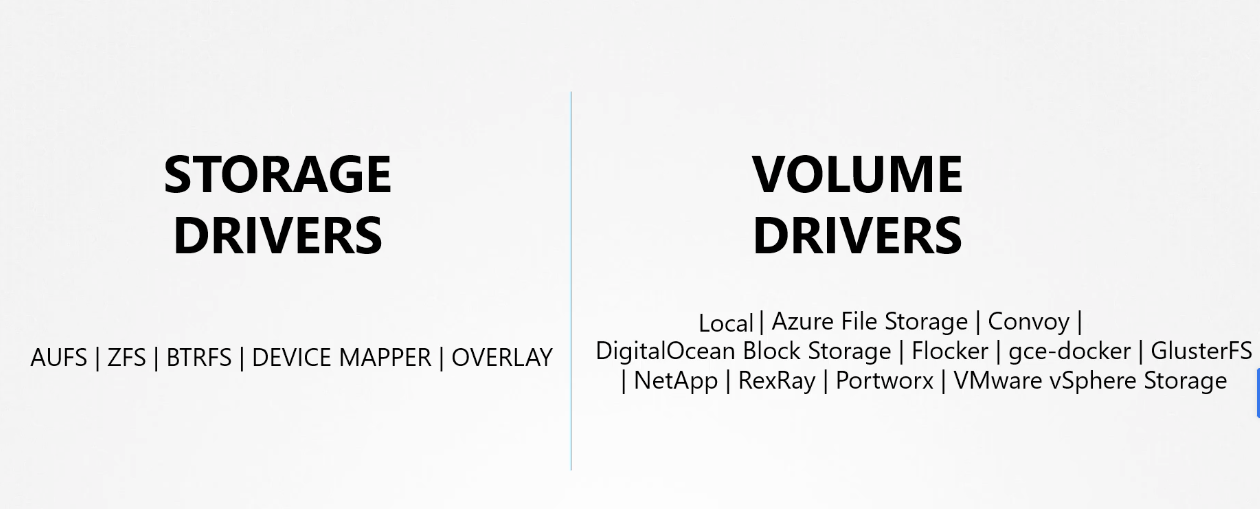 STORAGE
DRIVERS
AUFS | ZFS | BTRFS | DEVICE MAPPER | OVERLAY
VOLUME
DRIVERS
Local | Azure File Storage | Convoy |
DigitalOcean Block Storage | Flocker | gce-docker | GlusterFS
| NetApp | RexRay | Portworx | VMware vSphere Storage